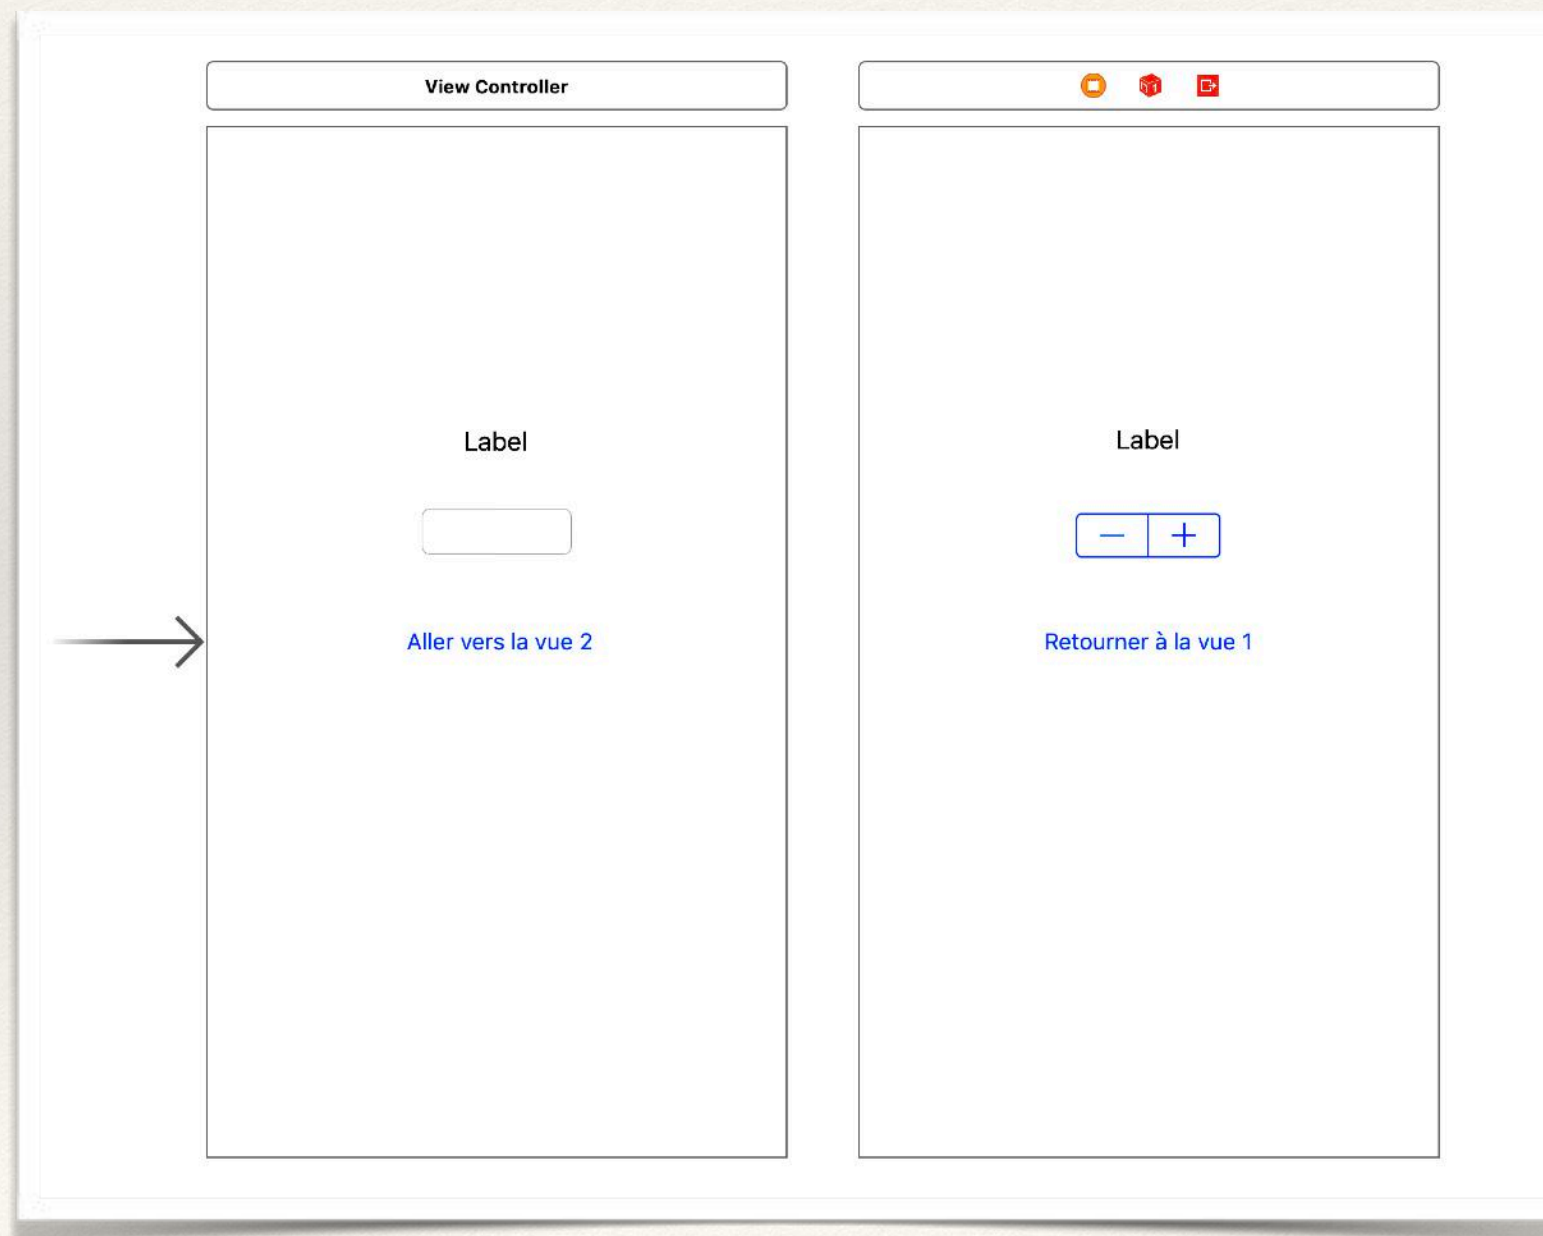 View Controller
Label
Aller vers la vue 2
Label
Retourner à la vue 1